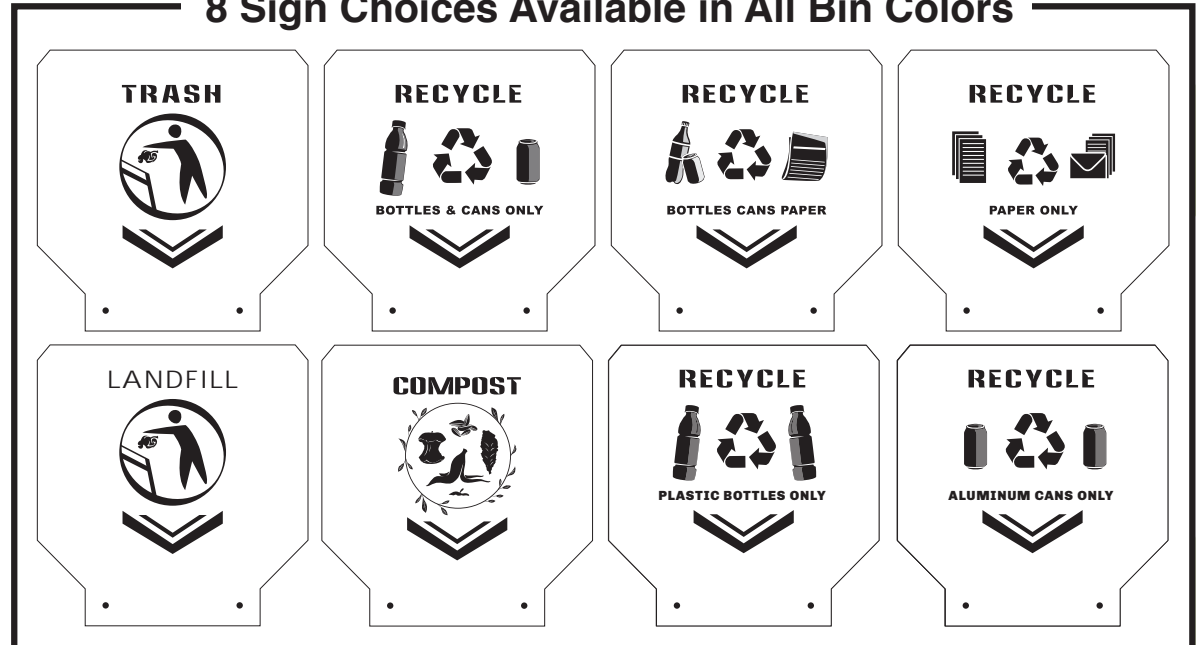 8 Sign Choices Available in All Bin Colors
TRASH
RECYCLE
BOTTLES & CANS ONLY
RECYCLE
BOTTLES CANS PAPER
RECYCLE
PAPER ONLY
LANDFILL
COMPOST
RECYCLE
PLASTIC BOTTLES ONLY
RECYCLE
ALUMINUM CANS ONLY